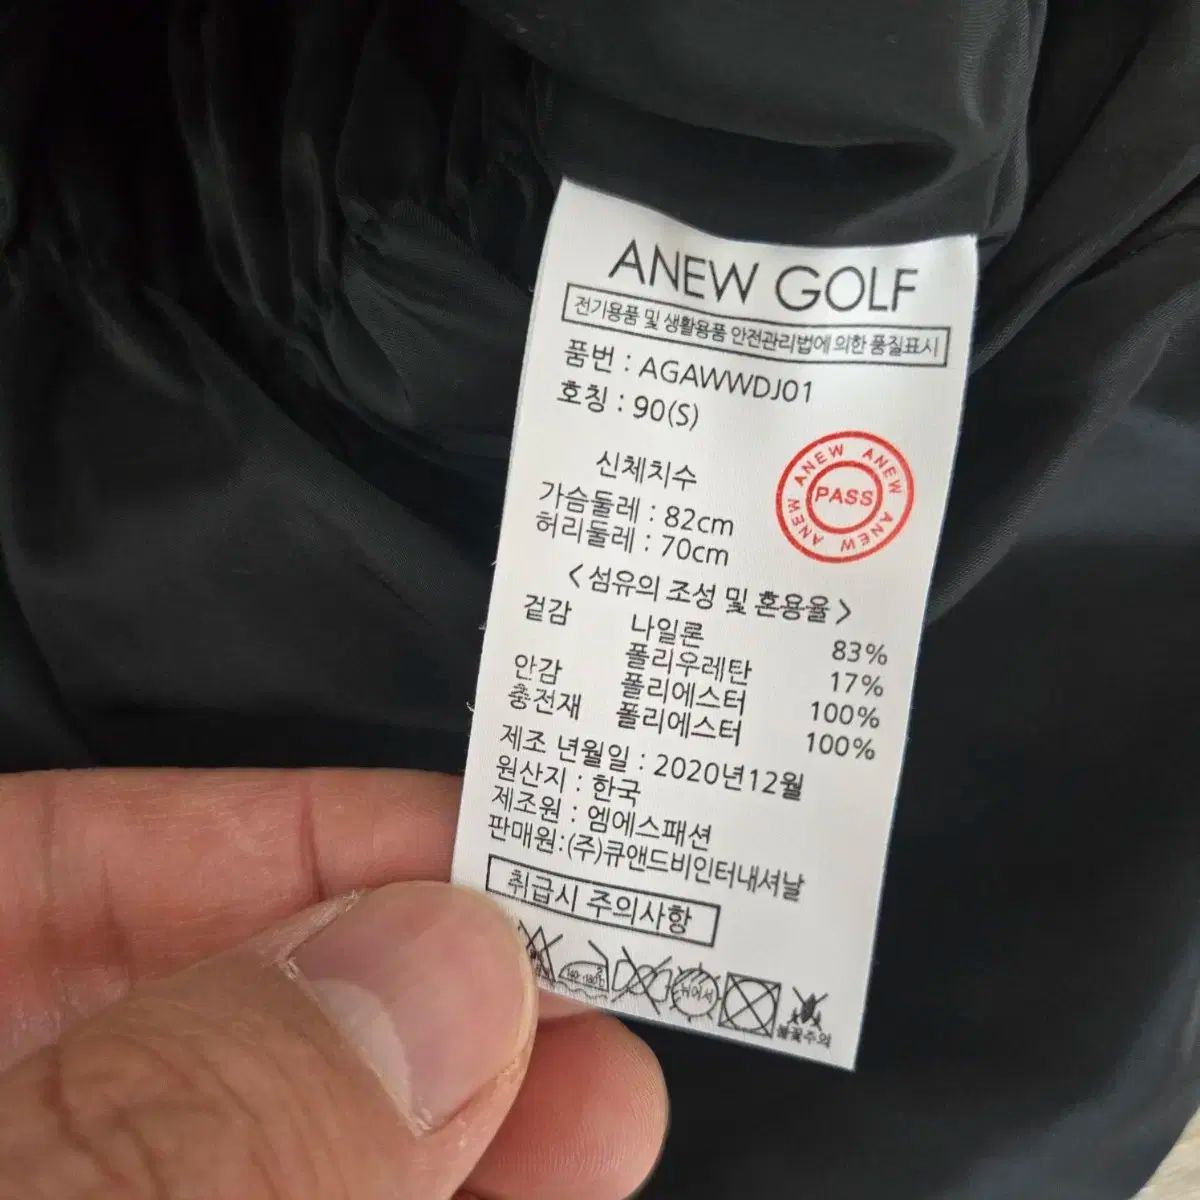 ANEW GOLF
전기용품 및 생활용품 안전관리법에 의한 품질표시
품번 : AGAWWDJ01
호칭 : 90(S)
ANEW ANEW ANEW ANEW
PASS
신체치수
가슴둘레 : 82cm
허리둘레 : 70cm
< 섬유의 조성 및 혼용율 >
겉감 나일론 83%
폴리우레탄 17%
안감 폴리에스터 100%
충전재 폴리에스터 100%
제조 년월일 : 2020년12월
원산지 : 한국
제조원 : 엠에스패션
판매원:(주)큐앤드비인터내셔날
취급시 주의사항
뉘어서
불꽃주의